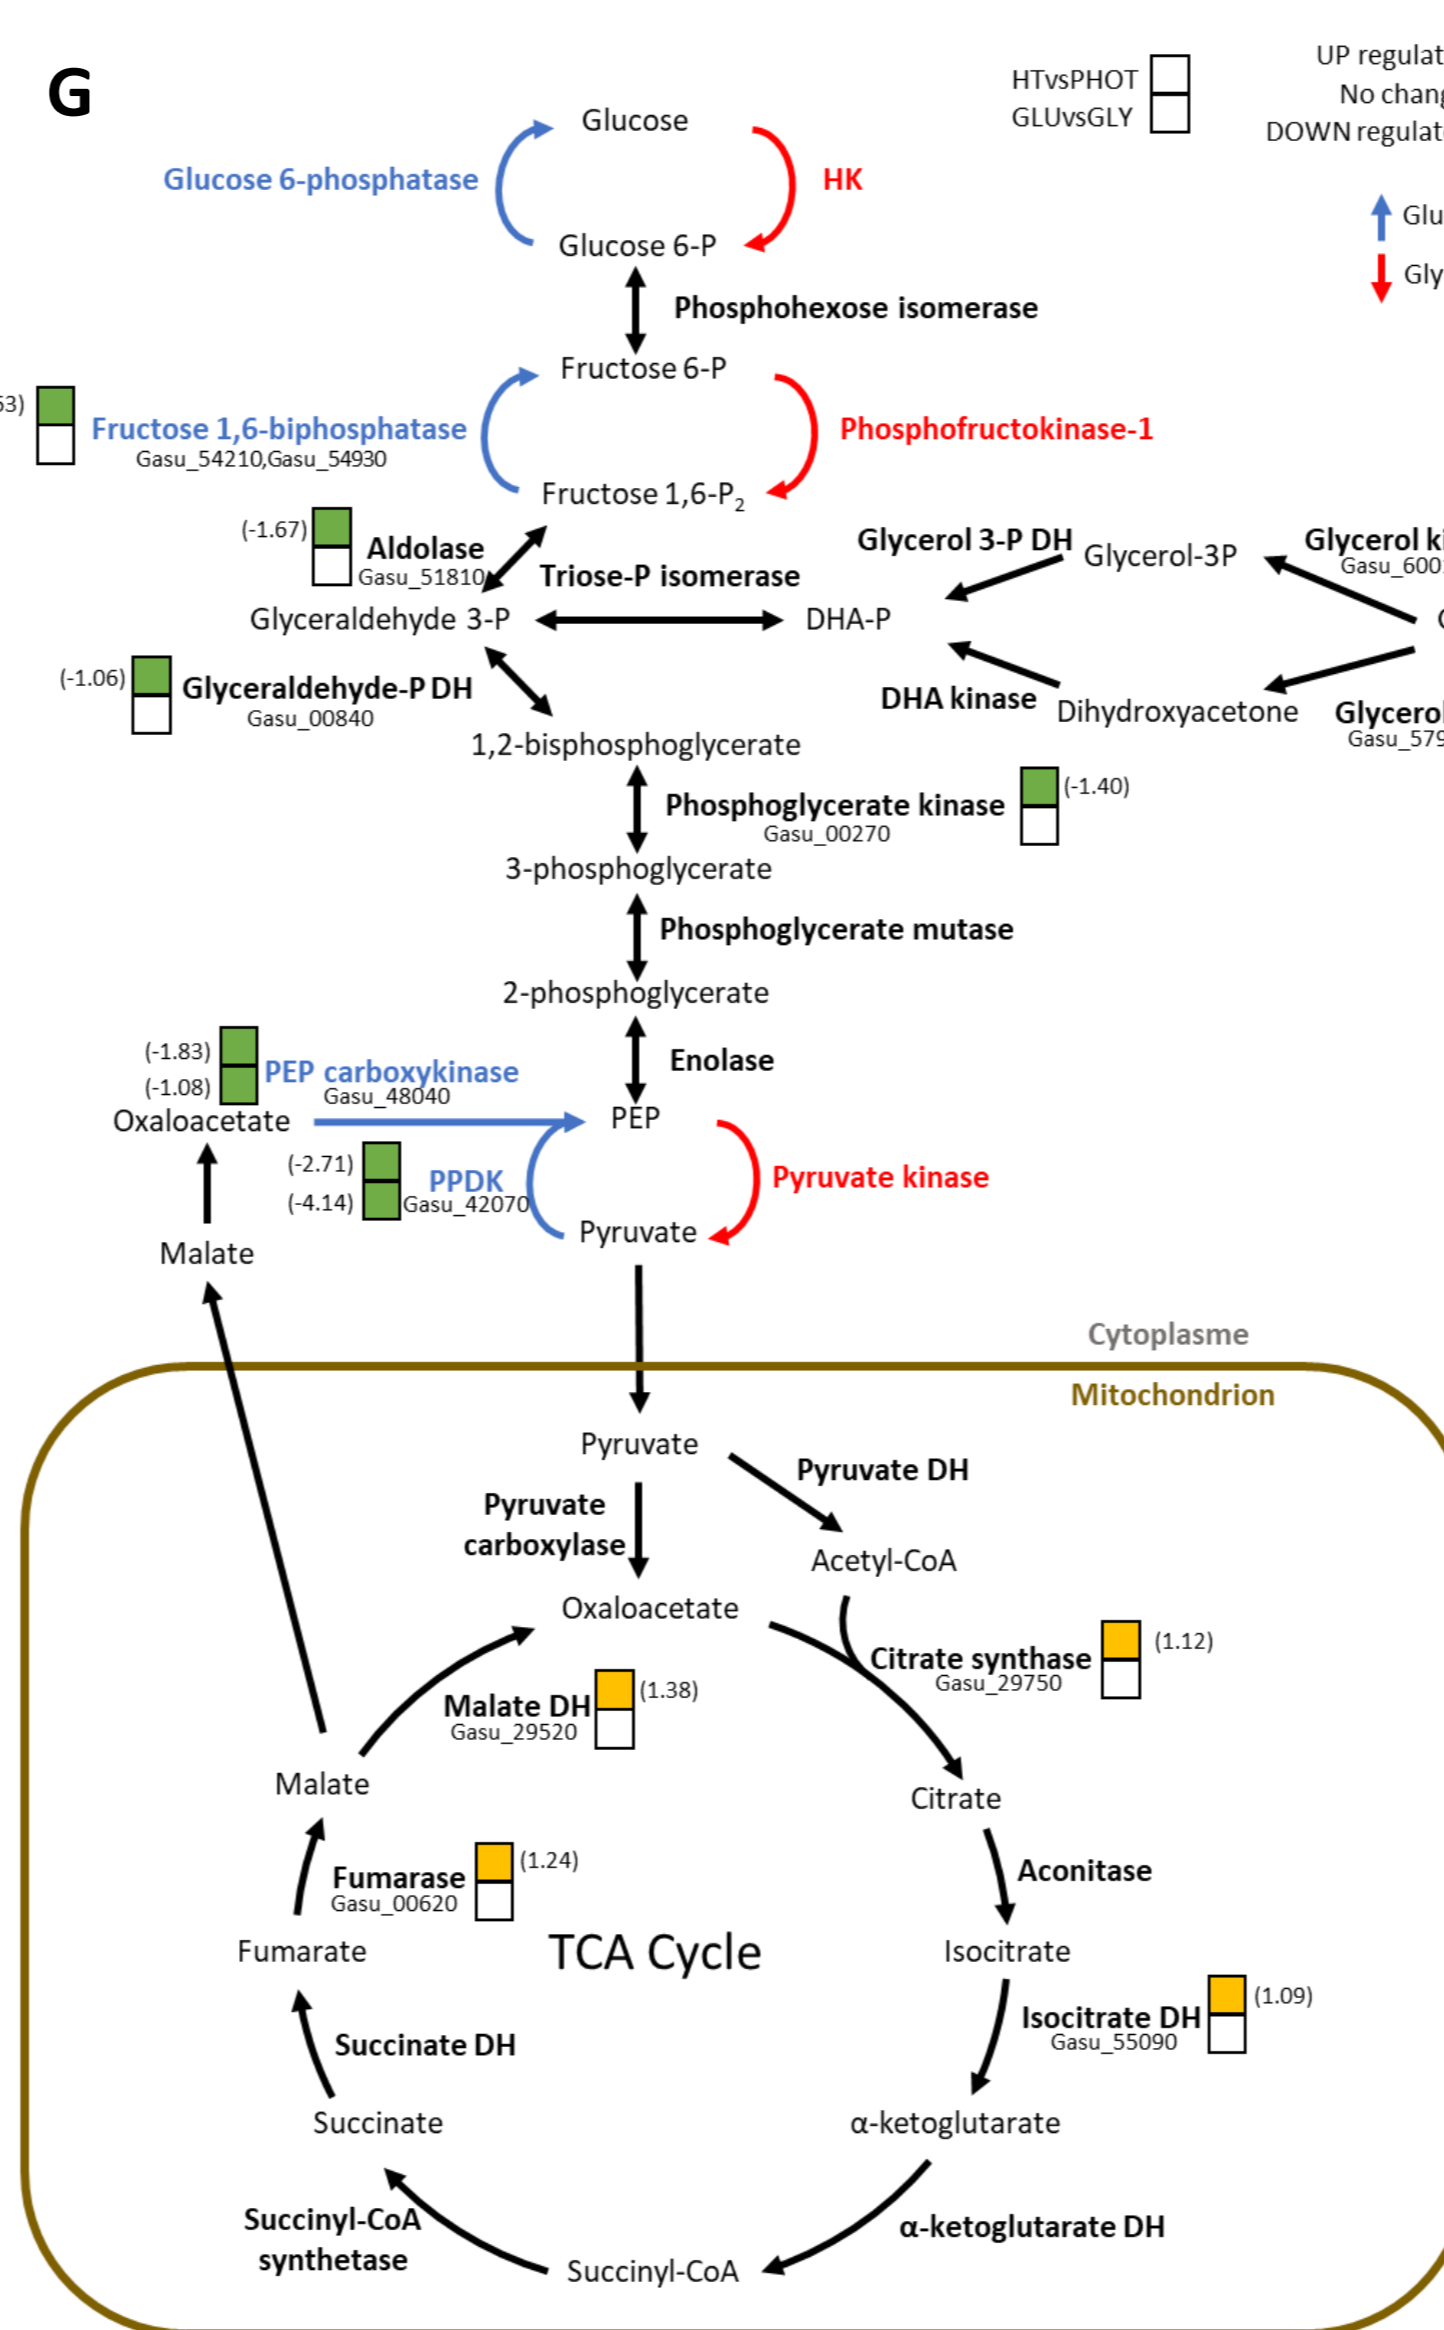 G
HTvsPHOT
GLUvsGLY
UP regulat
No chang
DOWN regulat
Glu
Gly
Glucose
Glucose 6-phosphatase
HK
Glucose 6-P
Phosphohexose isomerase
Fructose 6-P
53)
Fructose 1,6-biphosphatase
Gasu_54210,Gasu_54930
Phosphofructokinase-1
Fructose 1,6-P2
(-1.67)
Aldolase
Gasu_51810
Triose-P isomerase
Glycerol 3-P DH
Glycerol-3P
Glycerol ki
Gasu_600
Glyceraldehyde 3-P
DHA-P
(-1.06)
Glyceraldehyde-P DH
Gasu_00840
DHA kinase
Dihydroxyacetone
Glycerol
Gasu_579
1,2-bisphosphoglycerate
Phosphoglycerate kinase
Gasu_00270
(-1.40)
3-phosphoglycerate
Phosphoglycerate mutase
2-phosphoglycerate
Enolase
(-1.83)
(-1.08)
PEP carboxykinase
Gasu_48040
Oxaloacetate
PEP
(-2.71)
(-4.14)
PPDK
Gasu_42070
Pyruvate kinase
Pyruvate
Malate
Cytoplasme
Mitochondrion
Pyruvate
Pyruvate DH
Pyruvate
carboxylase
Acetyl-CoA
Oxaloacetate
Citrate synthase
Gasu_29750
(1.12)
Malate DH
Gasu_29520
(1.38)
Malate
Citrate
Fumarase
Gasu_00620
(1.24)
Aconitase
Fumarate
TCA Cycle
Isocitrate
Isocitrate DH
Gasu_55090
(1.09)
Succinate DH
Succinate
α-ketoglutarate
Succinyl-CoA
synthetase
α-ketoglutarate DH
Succinyl-CoA